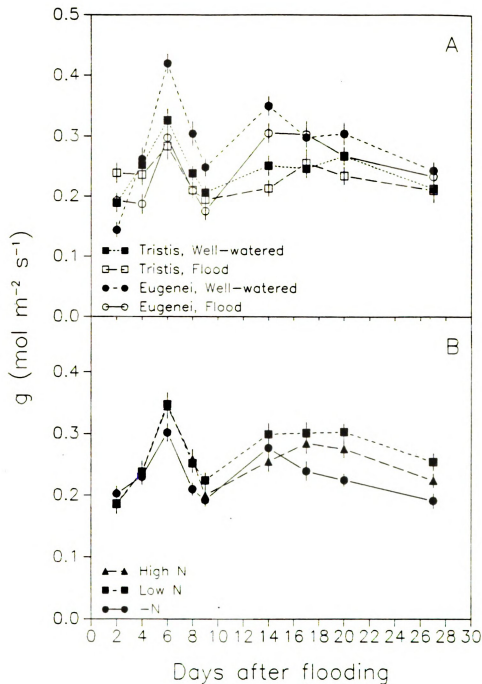 0.5
A
0.4
0.3
0.2
0.1
Tristis, Well-watered
Tristis, Flood
Eugenei, Well-watered
Eugenei, Flood
0.0
g (mol m⁻² s⁻¹)
B
0.4
0.3
0.2
0.1
High N
Low N
-N
0.0
0 2 4 6 8 10 12 14 16 18 20 22 24 26 28 30
Days after flooding